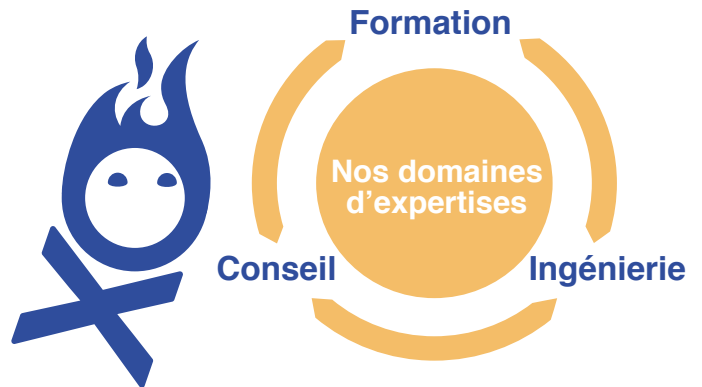 Formation
Nos domaines
d'expertises
Conseil
Ingénierie